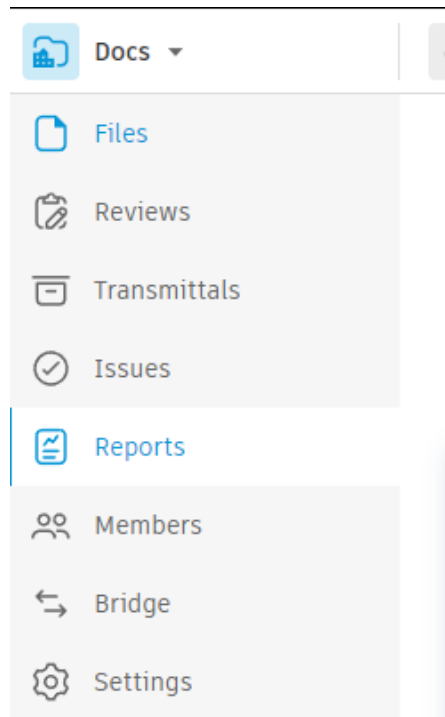 Docs
Files
Reviews
Transmittals
Issues
Reports
Members
Bridge
Settings